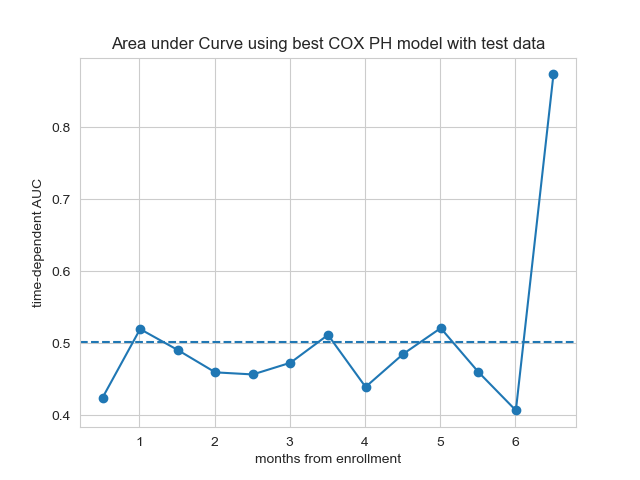 Area under Curve using best COX PH model with test data
time-dependent AUC
0.8
0.7
0.6
0.5
0.4
1 2 3 4 5 6
months from enrollment